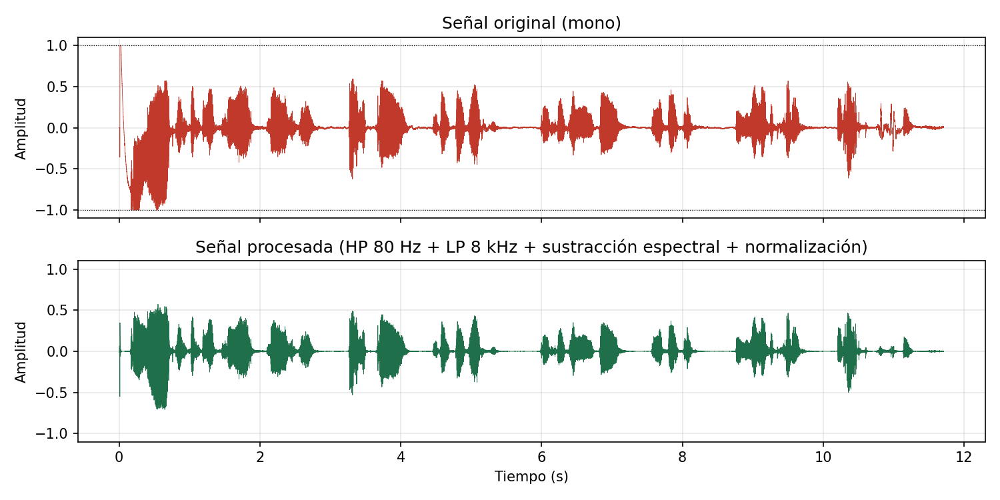 Señal original (mono)
1.0
0.5
0.0
−0.5
−1.0
Amplitud
Señal procesada (HP 80 Hz + LP 8 kHz + sustracción espectral + normalización)
1.0
0.5
0.0
−0.5
−1.0
Amplitud
0 2 4 6 8 10 12
Tiempo (s)